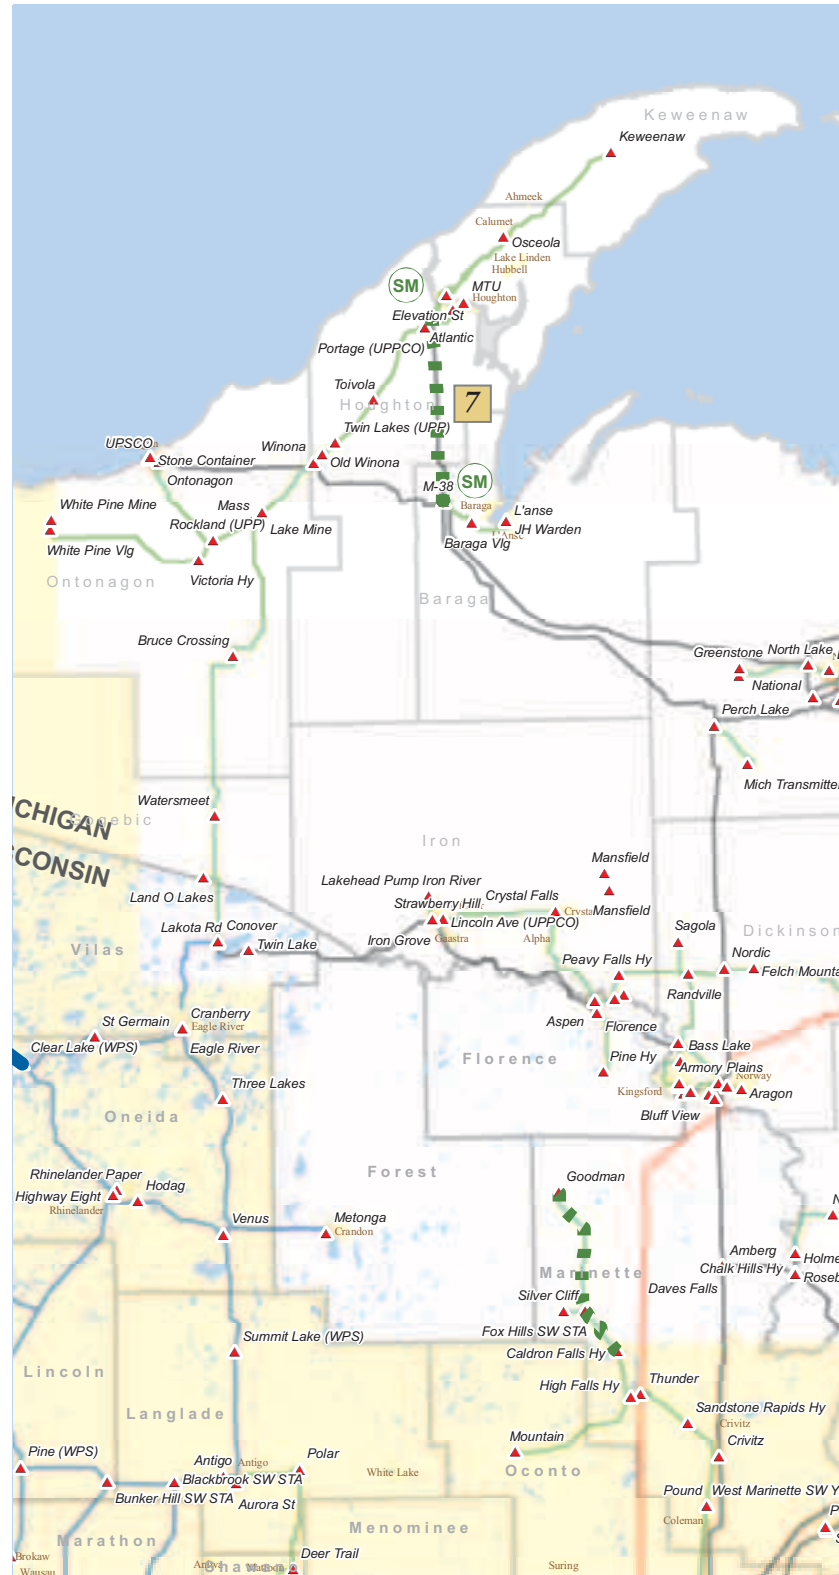 Keweenaw
Keweenaw
Ahmeek
Calumet
Osceola
Lake Linden
Hubbell
SM
MTU
Houghton
Elevation St
Atlantic
Portage (UPPCO)
Toivola
7
Houghton
Twin Lakes (UPP)
UPSCO
Winona
Stone Container
Old Winona
Ontonagon
SM
M-38
White Pine Mine
Mass
Baraga
L'anse
Rockland (UPP)
Lake Mine
JH Warden
L'Anse
White Pine Vlg
Baraga Vlg
Ontonagon
Victoria Hy
Baraga
Bruce Crossing
Greenstone
North Lake
National
Perch Lake
Mich Transmitte
Watersmeet
ICHIGAN
Gogebic
Iron
CONSIN
Mansfield
Lakehead Pump Iron River
Land O Lakes
Strawberry Hill
Crystal Falls
Mansfield
Lincoln Ave (UPPCO)
Lakota Rd
Conover
Sagola
Dickinson
Vilas
Twin Lake
Iron Grove
Gaastra
Alpha
Peavy Falls Hy
Nordic
Felch Mounta
Randville
St Germain
Cranberry
Aspen
Florence
Eagle River
Clear Lake (WPS)
Eagle River
Bass Lake
Florence
Pine Hy
Armory Plains
Norway
Three Lakes
Kingsford
Aragon
Oneida
Bluff View
Forest
Rhinelander Paper
Goodman
Highway Eight
Hodag
Rhinelander
Venus
Metonga
Crandon
Amberg
Holme
Marinette
Chalk Hills Hy
Roseb
Daves Falls
Silver Cliff
Fox Hills SW STA
Summit Lake (WPS)
Caldron Falls Hy
Lincoln
High Falls Hy
Thunder
Langlade
Sandstone Rapids Hy
Crivitz
Mountain
Crivitz
Pine (WPS)
Antigo
Antigo
Polar
White Lake
Oconto
Blackbrook SW STA
Bunker Hill SW STA
Aurora St
Pound
West Marinette SW Y
Coleman
Menominee
Marathon
Deer Trail
Brokaw
Wausau
Suring